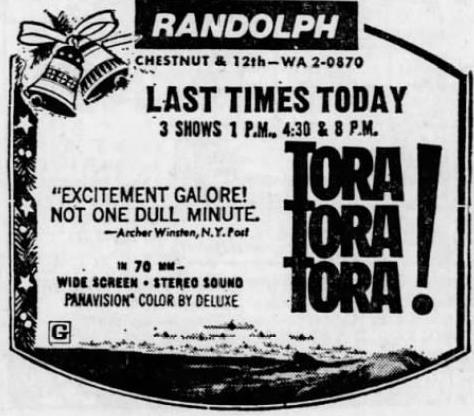 RANDOLPH
CHESTNUT & 12th—WA 2-0870
LAST TIMES TODAY
3 SHOWS 1 P.M., 4:30 & 8 P.M.
"EXCITEMENT GALORE!
NOT ONE DULL MINUTE.
—Archer Winsten, N.Y. Post
TORA
TORA
TORA!
IN 70 MM—
WIDE SCREEN • STEREO SOUND
PANAVISION® COLOR BY DELUXE
G